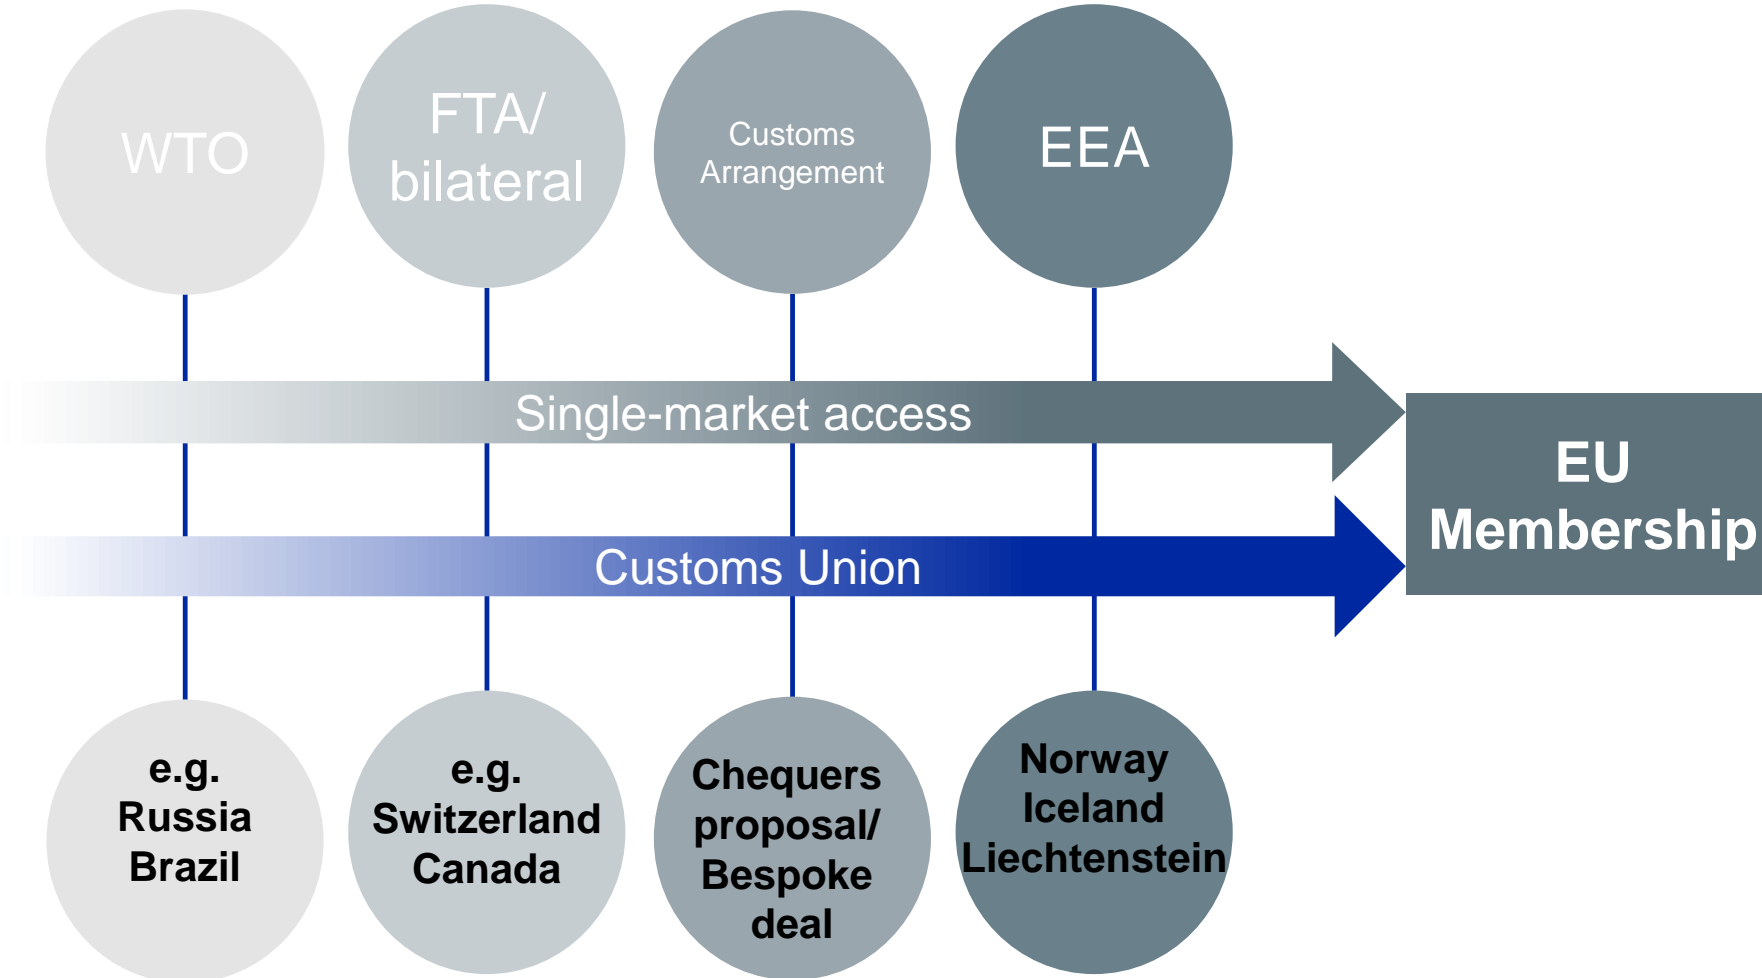 WTO
FTA/
bilateral
Customs
Arrangement
EEA
Single-market access
EU
Membership
Customs Union
e.g.
Russia
Brazil
e.g.
Switzerland
Canada
Chequers
proposal/
Bespoke
deal
Norway
Iceland
Liechtenstein